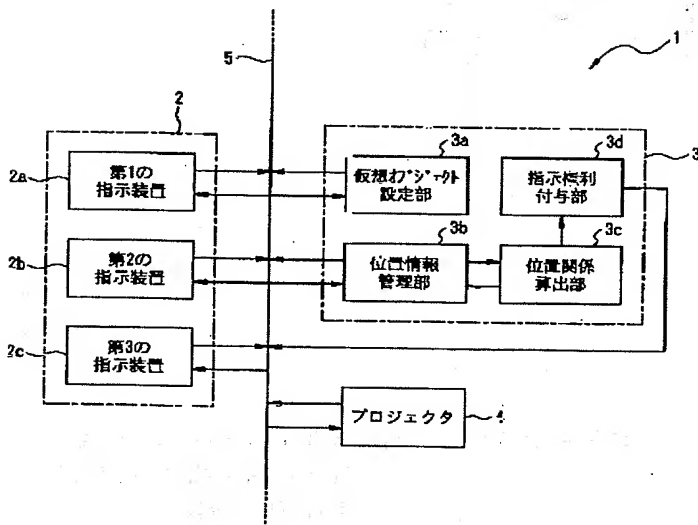 1
5
2
3a
3d
3
2a
第1の
指示装置
仮想オブジェクト
設定部
指示権利
付与部
3b
3c
2b
第2の
指示装置
位置情報
管理部
位置関係
算出部
2c
第3の
指示装置
プロジェクタ
4